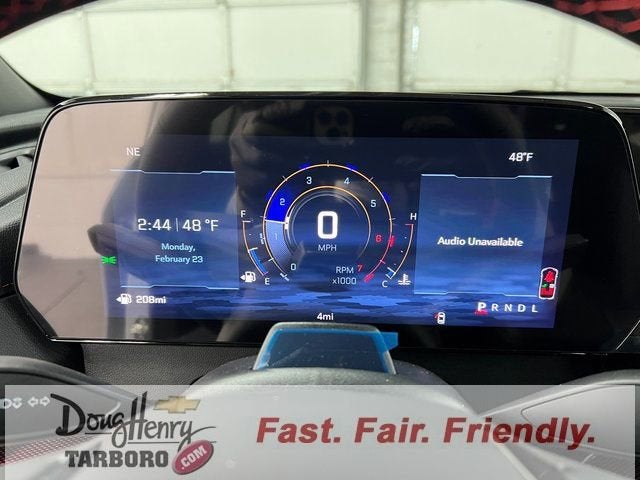 NE
48°F
2:44 | 48 °F
Monday,
February 23
208mi
F
E
0
1
2
3
4
5
6
7
0
MPH
RPM
x1000
H
C
Audio Unavailable
PRNDL
4mi
Doug Henry
TARBORO.COM
Fast. Fair. Friendly.